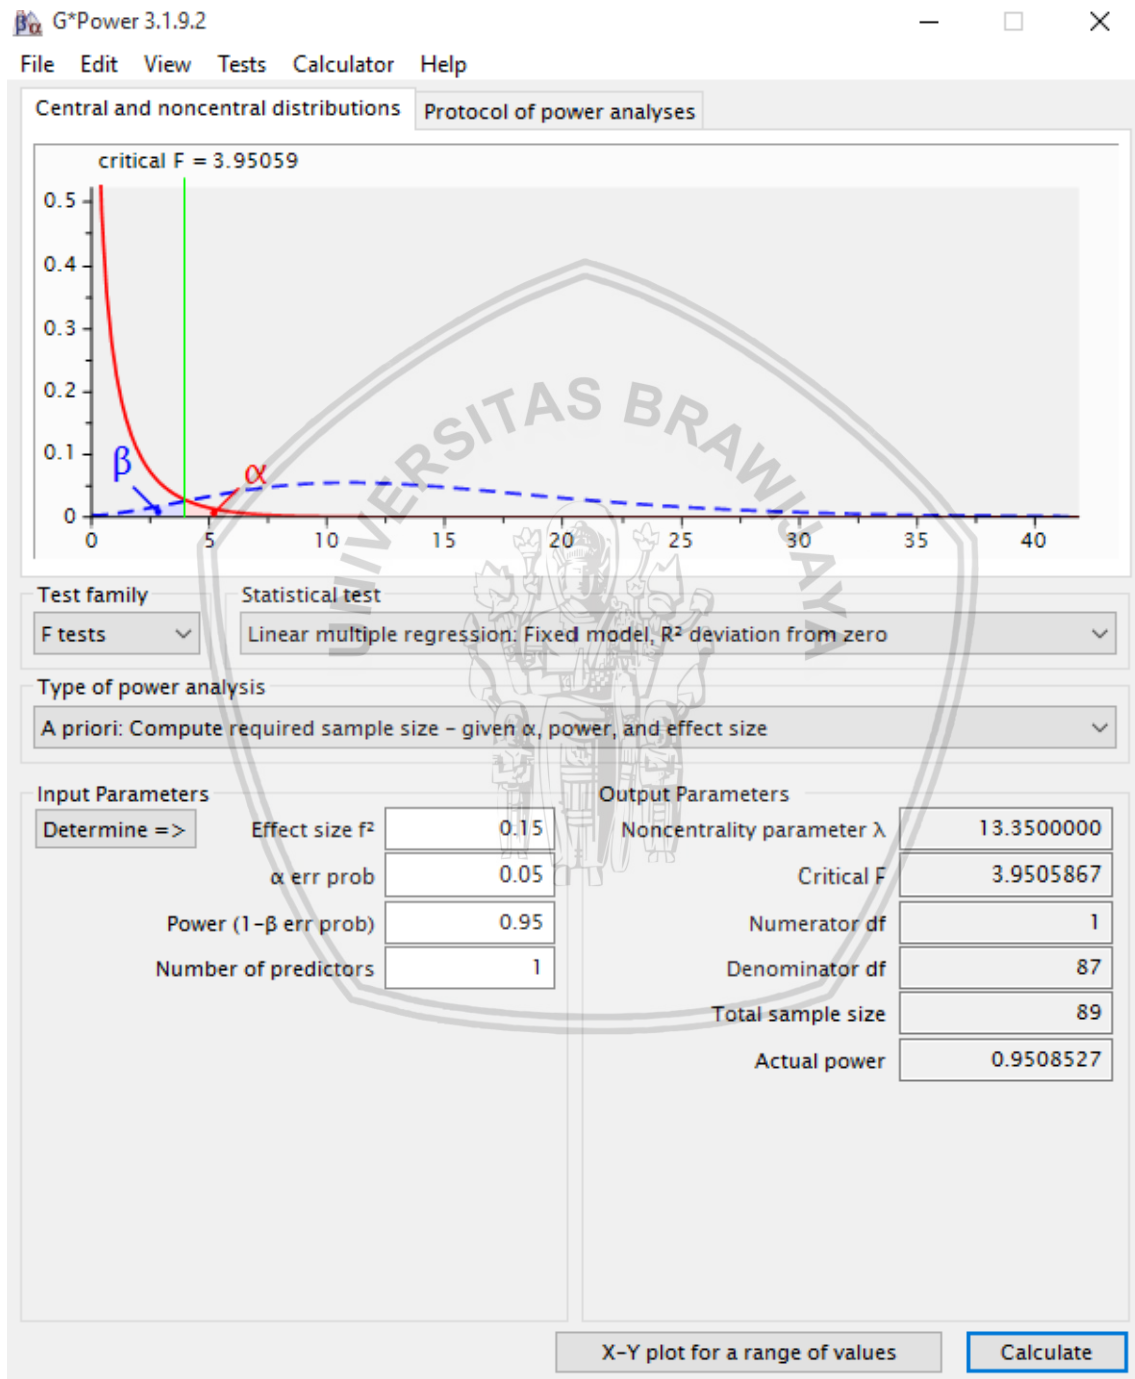 G*Power 3.1.9.2
File Edit View Tests Calculator Help
Central and noncentral distributions Protocol of power analyses
critical F = 3.95059
0.5
0.4
0.3
0.2
0.1
0
β
α
0 5 10 15 20 25 30 35 40
UNIVERSITAS BRAWIJAYA
Test family Statistical test
F tests Linear multiple regression: Fixed model, R² deviation from zero
Type of power analysis
A priori: Compute required sample size – given α, power, and effect size
Input Parameters Output Parameters
Determine => Effect size f² 0.15 Noncentrality parameter λ 13.3500000
α err prob 0.05 Critical F 3.9505867
Power (1-β err prob) 0.95 Numerator df 1
Number of predictors 1 Denominator df 87
Total sample size 89
Actual power 0.9508527
X-Y plot for a range of values Calculate